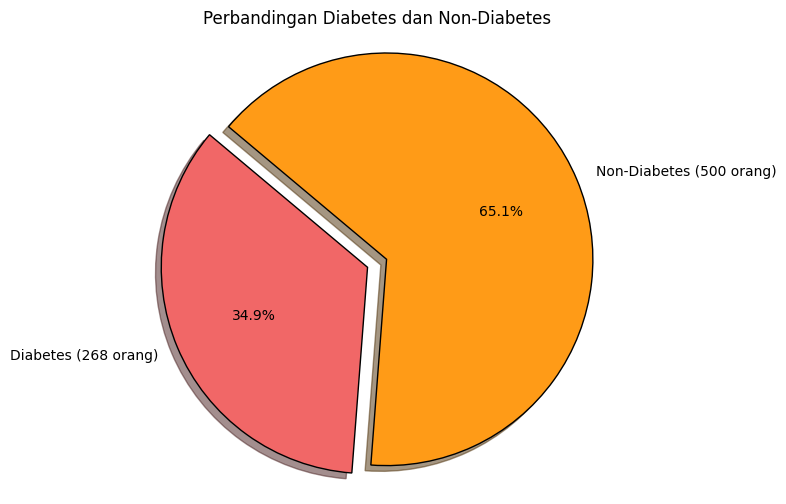 Perbandingan Diabetes dan Non-Diabetes
Non-Diabetes (500 orang)
65.1%
34.9%
Diabetes (268 orang)